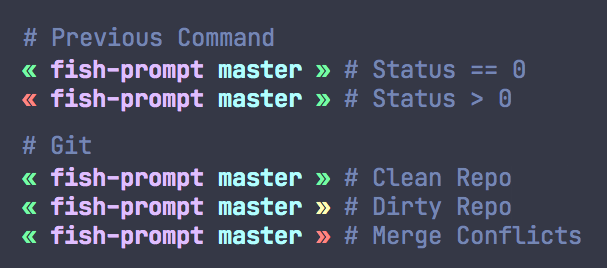 # Previous Command
« fish-prompt master » # Status == 0
« fish-prompt master » # Status > 0
# Git
« fish-prompt master » # Clean Repo
« fish-prompt master » # Dirty Repo
« fish-prompt master » # Merge Conflicts